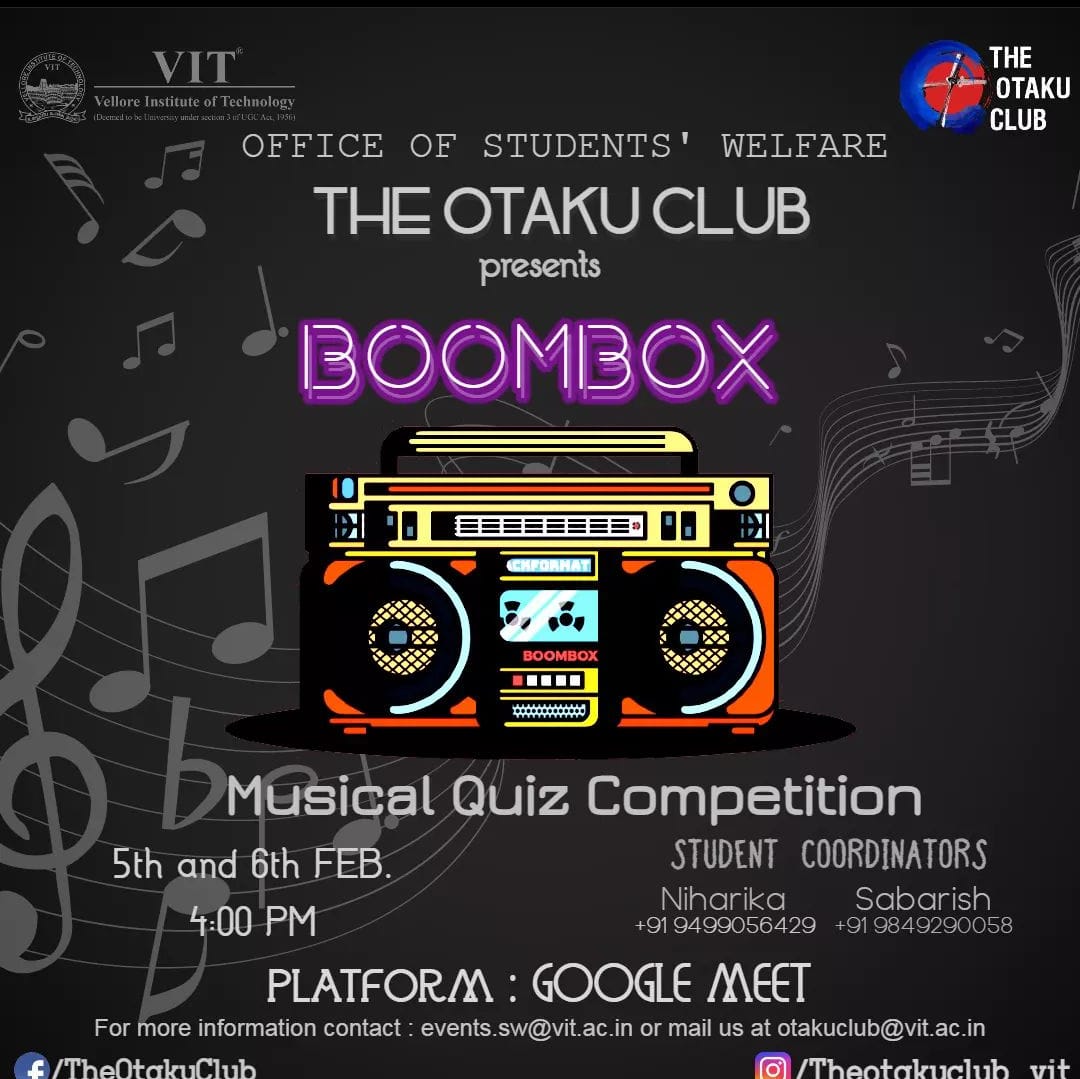 VIT®
Vellore Institute of Technology
(Deemed to be University under section 3 of UGC Act, 1956)
THE
OTAKU
CLUB
OFFICE OF STUDENTS' WELFARE
THE OTAKU CLUB
presents
BOOMBOX
CKFORMAT
BOOMBOX
Musical Quiz Competition
5th and 6th FEB.
4:00 PM
STUDENT COORDINATORS
Niharika Sabarish
+91 9499056429 +91 9849290058
PLATFORM : GOOGLE MEET
For more information contact : events.sw@vit.ac.in or mail us at otakuclub@vit.ac.in
/TheOtakuClub
/Theotakuclub_vit